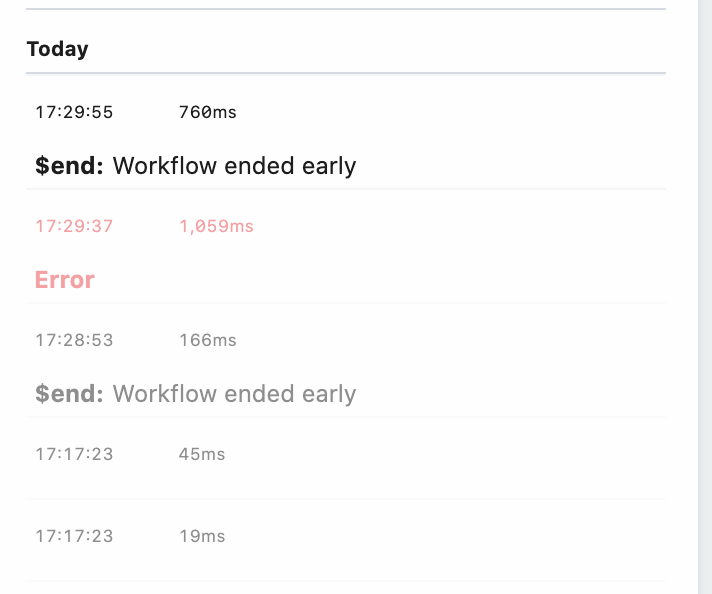 Today
17:29:55 760ms
$end: Workflow ended early
17:29:37 1,059ms
Error
17:28:53 166ms
$end: Workflow ended early
17:17:23 45ms
17:17:23 19ms